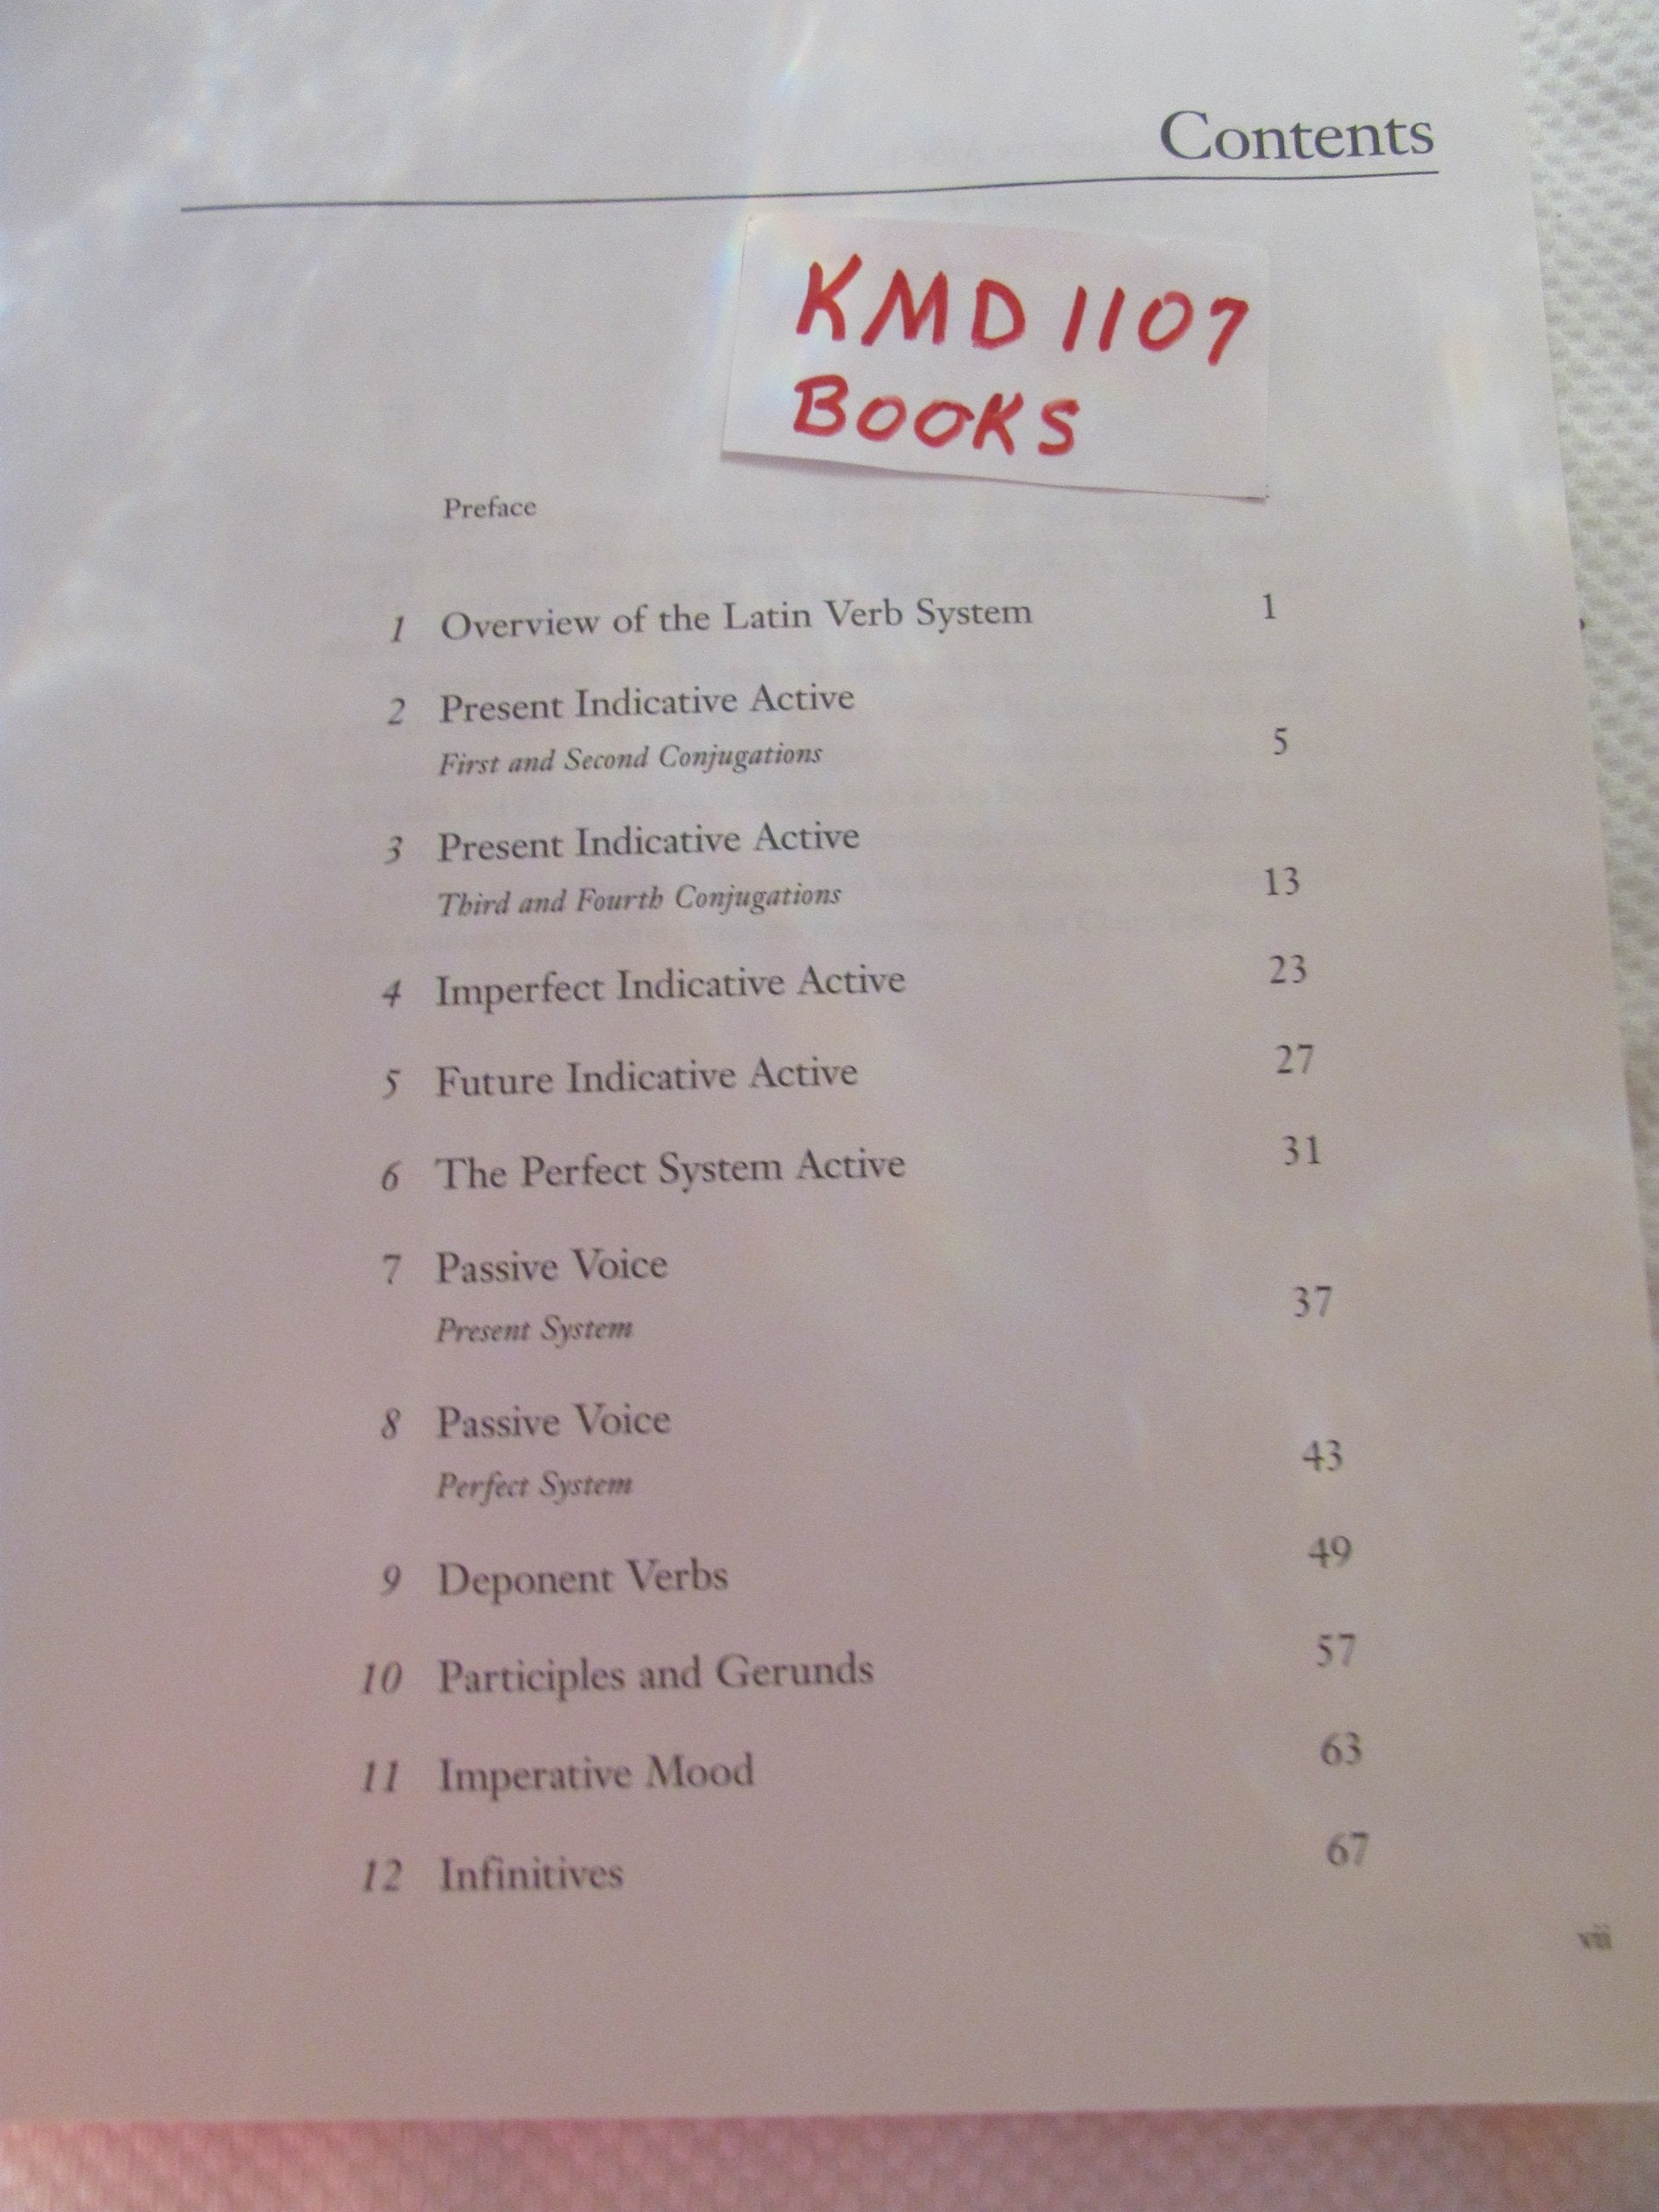 Contents
KMD 1107
BOOKS
Preface
1 Overview of the Latin Verb System 1
2 Present Indicative Active
First and Second Conjugations 5
3 Present Indicative Active
Third and Fourth Conjugations 13
4 Imperfect Indicative Active 23
5 Future Indicative Active 27
6 The Perfect System Active 31
7 Passive Voice
Present System 37
8 Passive Voice
Perfect System 43
9 Deponent Verbs 49
10 Participles and Gerunds 57
11 Imperative Mood 63
12 Infinitives 67
vii